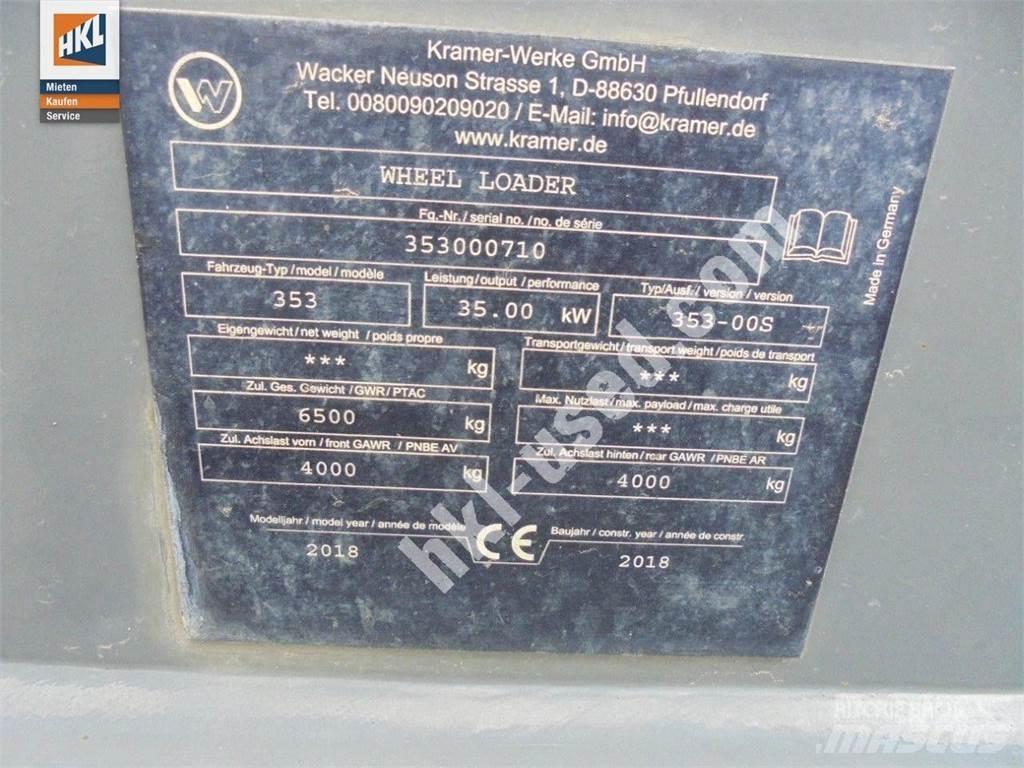 HKL
Mieten
Kaufen
Service
Kramer-Werke GmbH
Wacker Neuson Strasse 1, D-88630 Pfullendorf
Tel. 0080090209020 / E-Mail: info@kramer.de
www.kramer.de
WHEEL LOADER
Fg.-Nr./ serial no. / no. de série
353000710
Made in Germany
Fahrzeug-Typ / model / modèle
353
Leistung/output / performance
35.00 kW
Typ/Ausf./ version / version
353-00S
Eigengewicht / net weight / poids propre
*** kg
Transportgewicht / transport weight / poids de transport
*** kg
Zul. Ges. Gewicht / GWR / PTAC
6500 kg
Max. Nutzlast / max. payload / max. charge utile
*** kg
Zul. Achslast vorn / front GAWR / PNBE AV
4000 kg
Zul. Achslast hinten / rear GAWR / PNBE AR
4000 kg
Modelljahr / model year / année de modèle
2018
CE
Baujahr / constr. year / année de constr.
2018
hkl-used.com
RITCHIE BROS
MASCUS